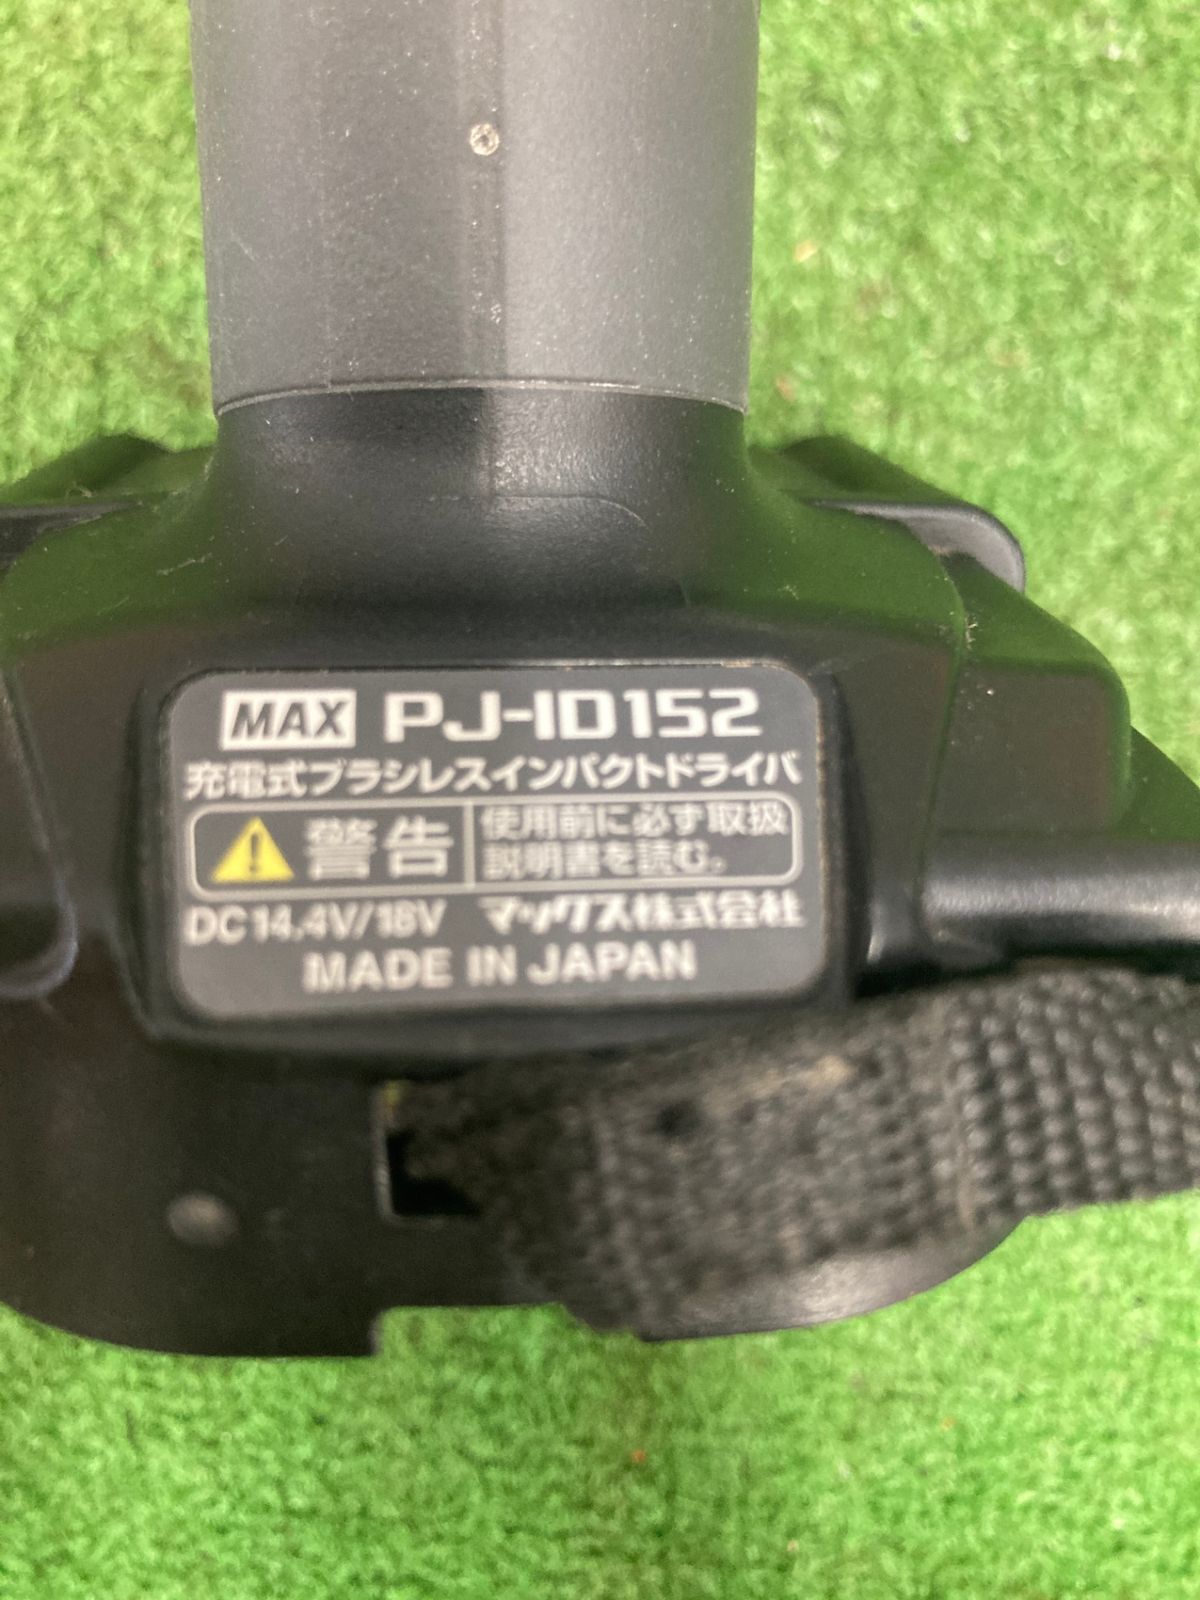 MAX PJ-ID152
充電式ブラシレスインパクトドライバ
警告
使用前に必ず取扱
説明書を読む。
DC14.4V/18V マックス株式会社
MADE IN JAPAN